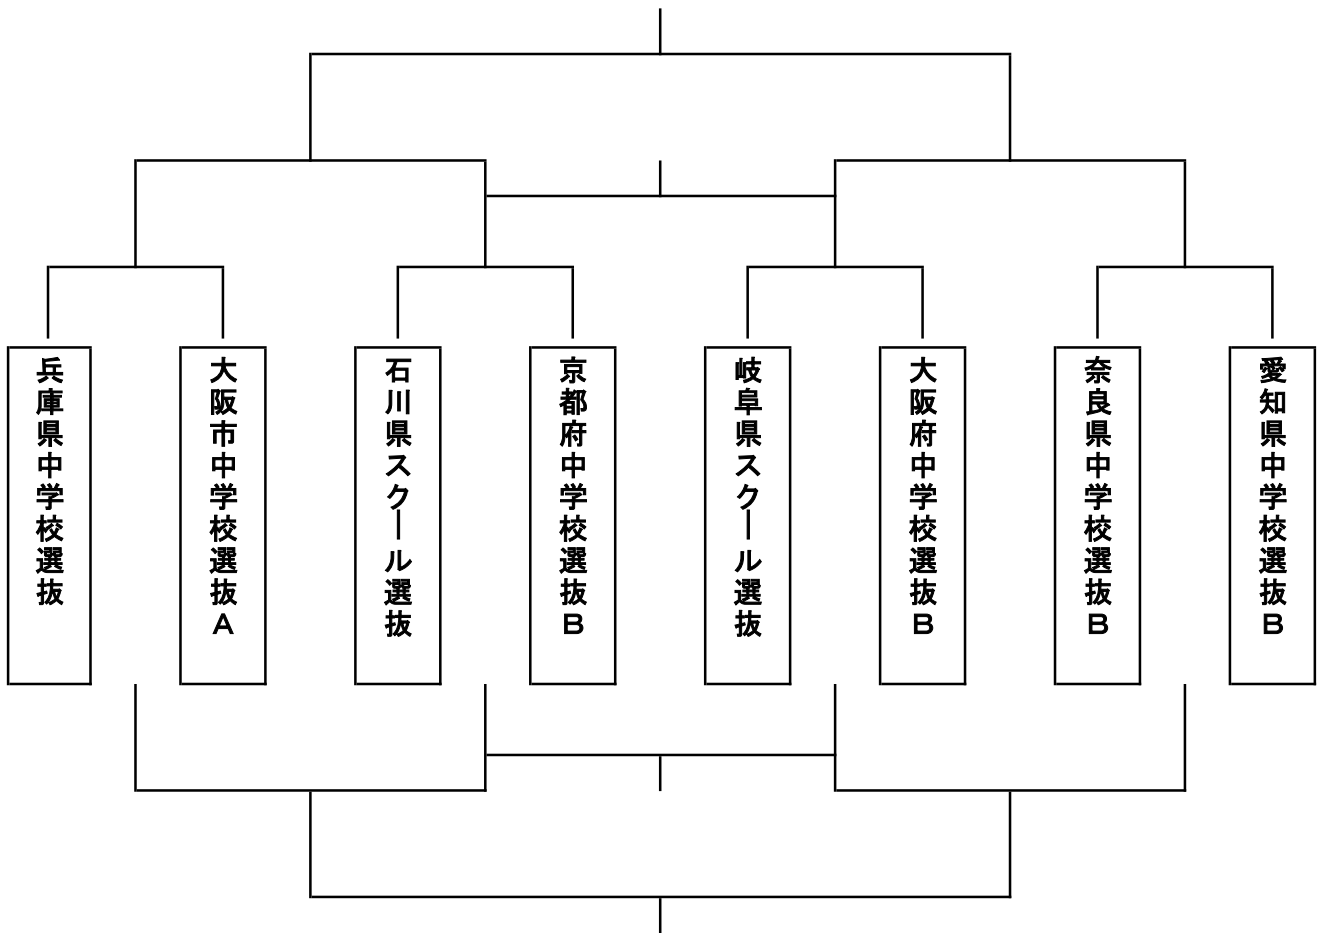 兵庫県中学校選抜
大阪市中学校選抜Ａ
石川県スクール選抜
京都府中学校選抜Ｂ
岐阜県スクール選抜
大阪府中学校選抜Ｂ
奈良県中学校選抜Ｂ
愛知県中学校選抜Ｂ